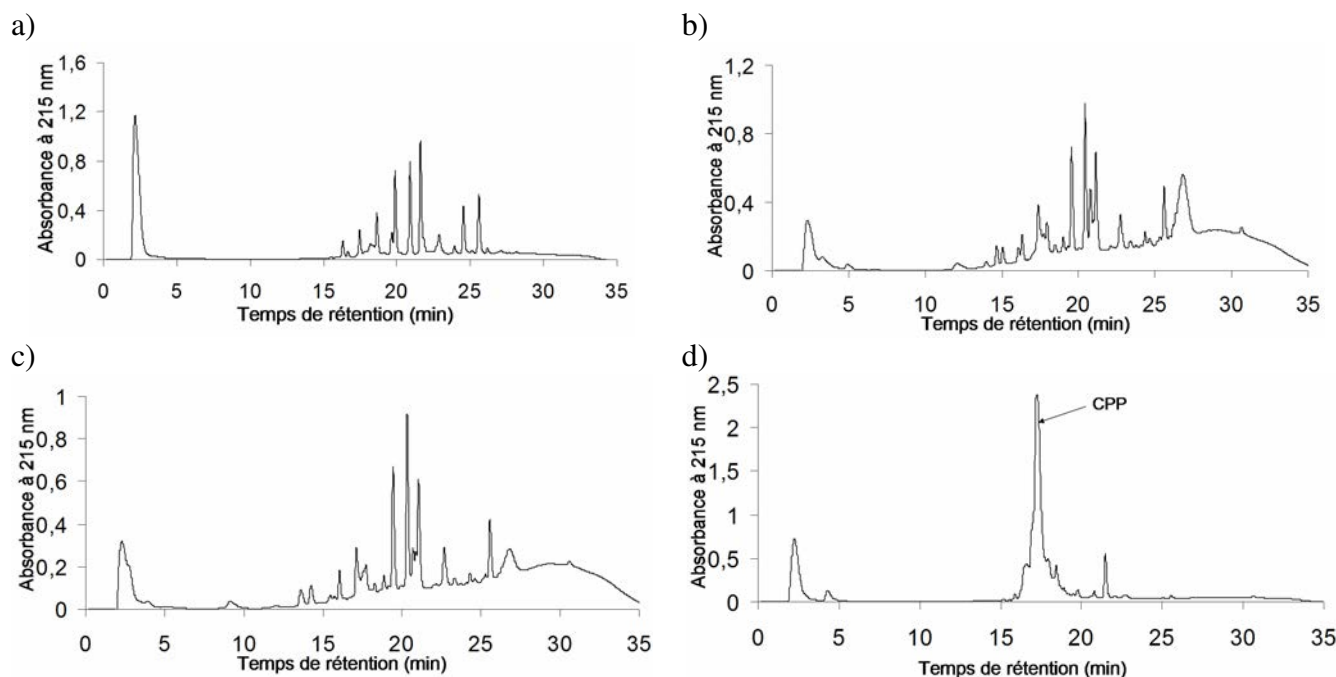 a)
Absorbance à 215 nm
1,6
1,2
0,8
0,4
0
0 5 10 15 20 25 30 35
Temps de rétention (min)
b)
Absorbance à 215 nm
1,2
0,8
0,4
0
0 5 10 15 20 25 30 35
Temps de rétention (min)
c)
Absorbance à 215 nm
1
0,8
0,6
0,4
0,2
0
0 5 10 15 20 25 30 35
Temps de rétention (min)
d)
Absorbance à 215 nm
2,5
2
1,5
1
0,5
0
CPP
0 5 10 15 20 25 30 35
Temps de rétention (min)